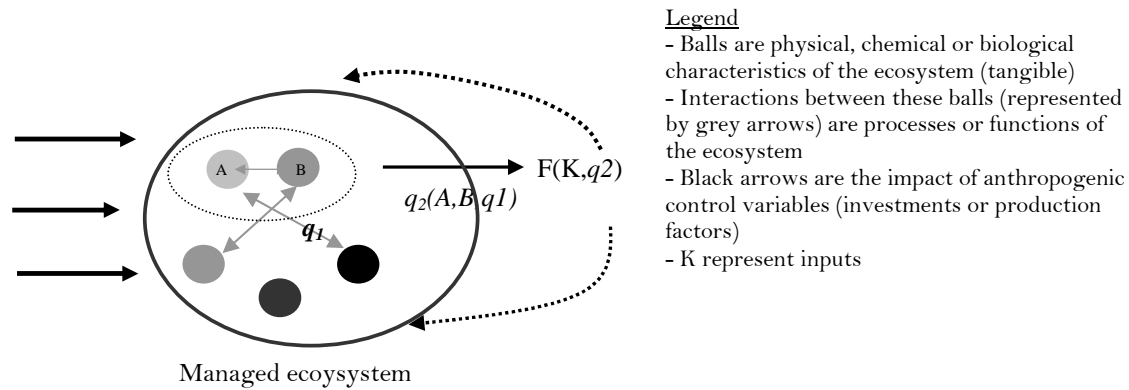 Legend
- Balls are physical, chemical or biological
characteristics of the ecosystem (tangible)
- Interactions between these balls (represented
by grey arrows) are processes or functions of
the ecosystem
- Black arrows are the impact of anthropogenic
control variables (investments or production
factors)
- K represent inputs
A
B
F(K,q2)
q2(A,B q1)
q1
Managed ecoysystem